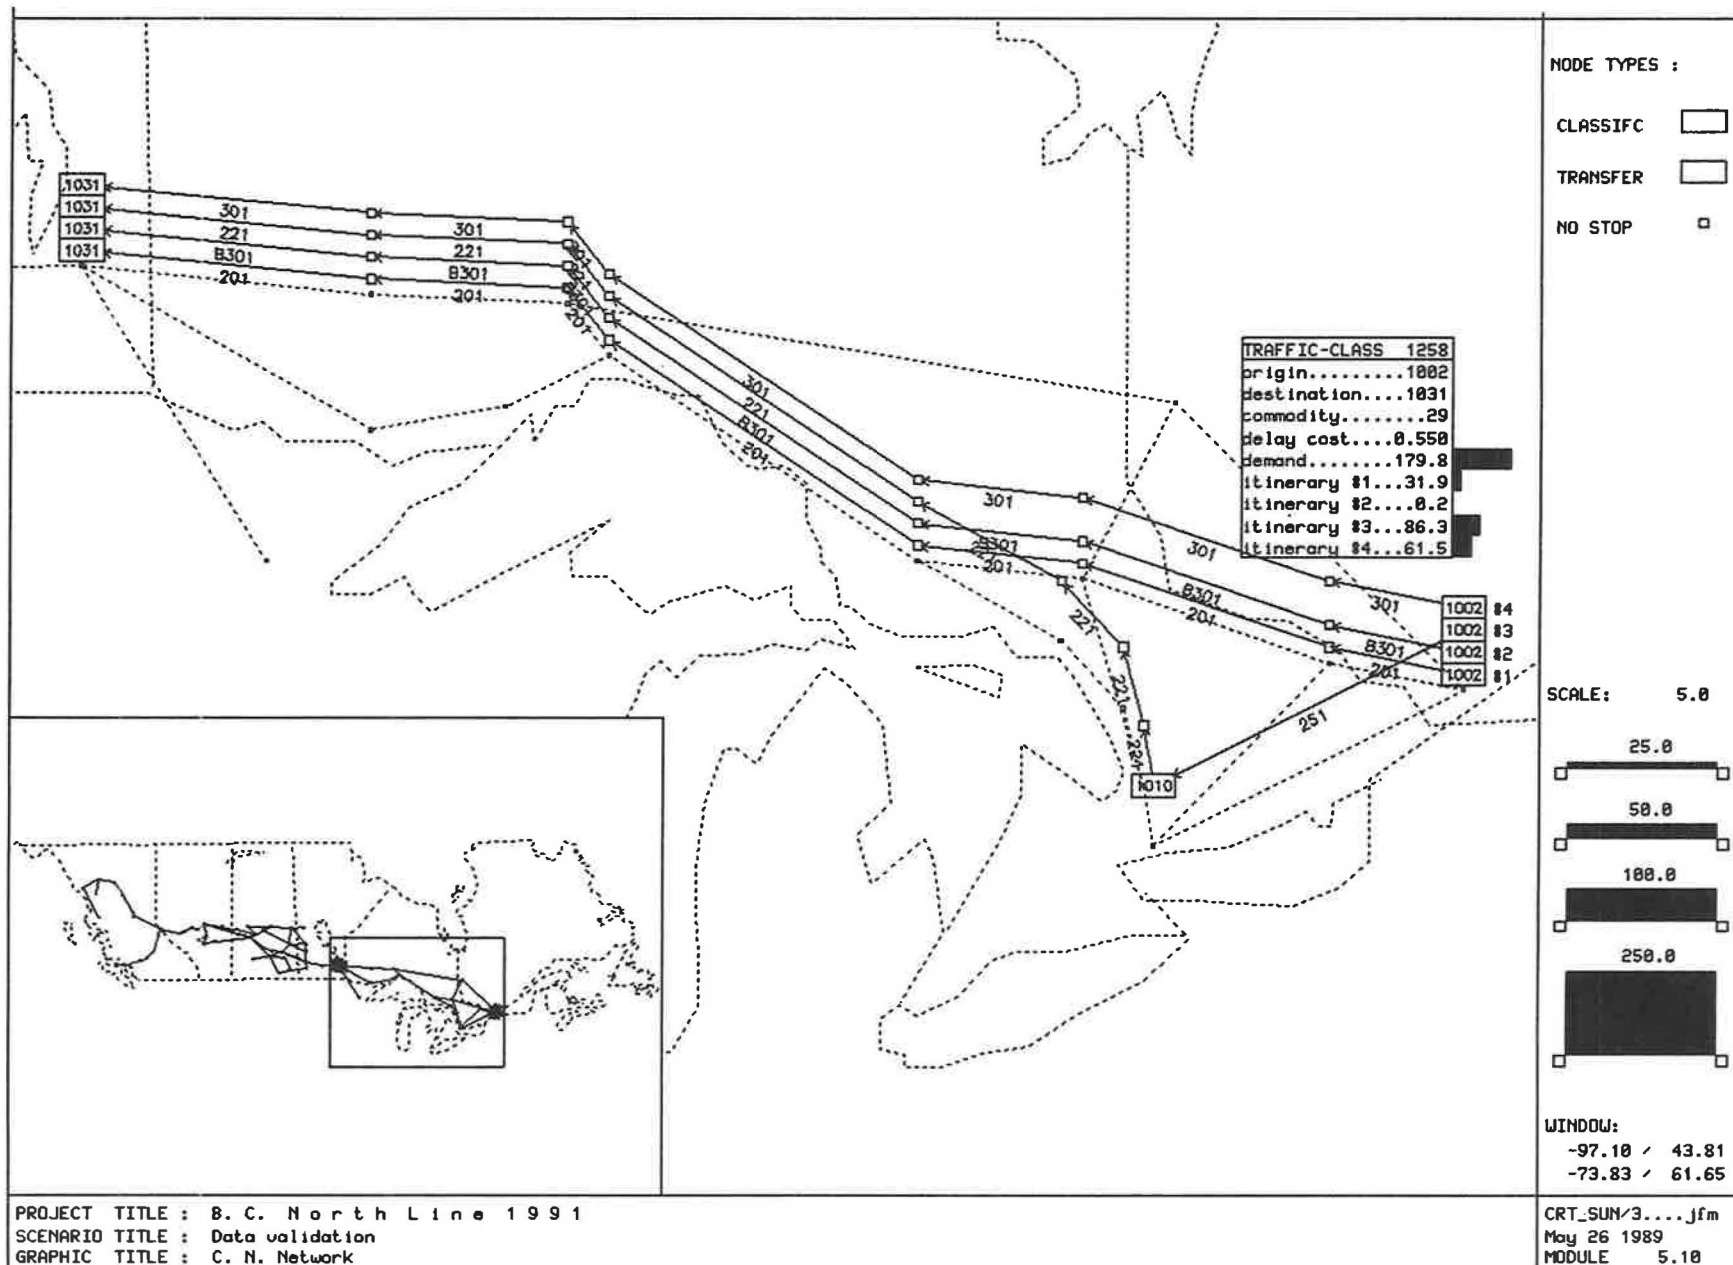 NODE TYPES :
CLASSIFC
TRANSFER
NO STOP
1031
1031
1031
1031
301
221
B301
201
301
221
B301
201
201
301
221
B301
201
TRAFFIC-CLASS 1258
origin.........1002
destination....1031
commodity........29
delay cost....0.550
demand........179.8
itinerary #1...31.9
itinerary #2....0.2
itinerary #3...86.3
itinerary #4...61.5
301
B301
201
301
B301
201
301
B301
201
1002 #4
1002 #3
1002 #2
1002 #1
221
221
221
251
1010
SCALE: 5.0
25.0
50.0
100.0
250.0
WINDOW:
-97.10 / 43.81
-73.83 / 61.65
PROJECT TITLE : B. C. North Line 1991
SCENARIO TITLE : Data validation
GRAPHIC TITLE : C. N. Network
CRT_SUN/3....jfm
May 26 1989
MODULE 5.10